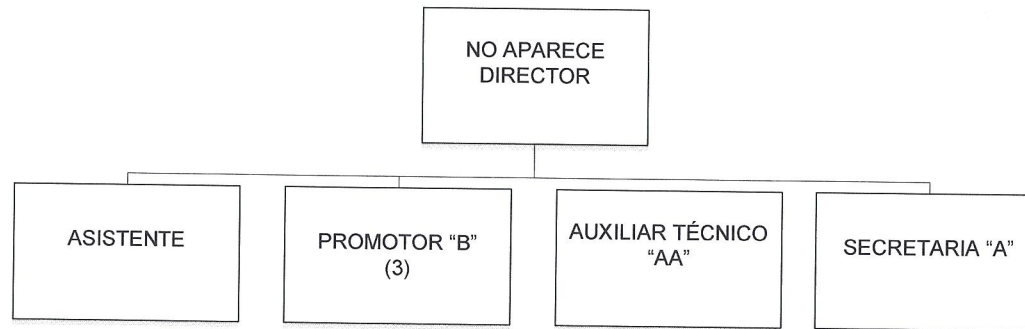 NO APARECE
DIRECTOR
ASISTENTE
PROMOTOR “B”
(3)
AUXILIAR TÉCNICO
“AA”
SECRETARIA “A”